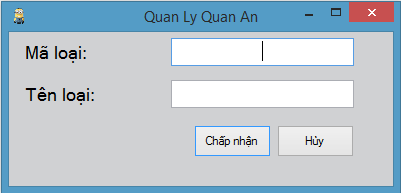 Quan Ly Quan An
Mã loại:
Tên loại:
Chấp nhận Hủy